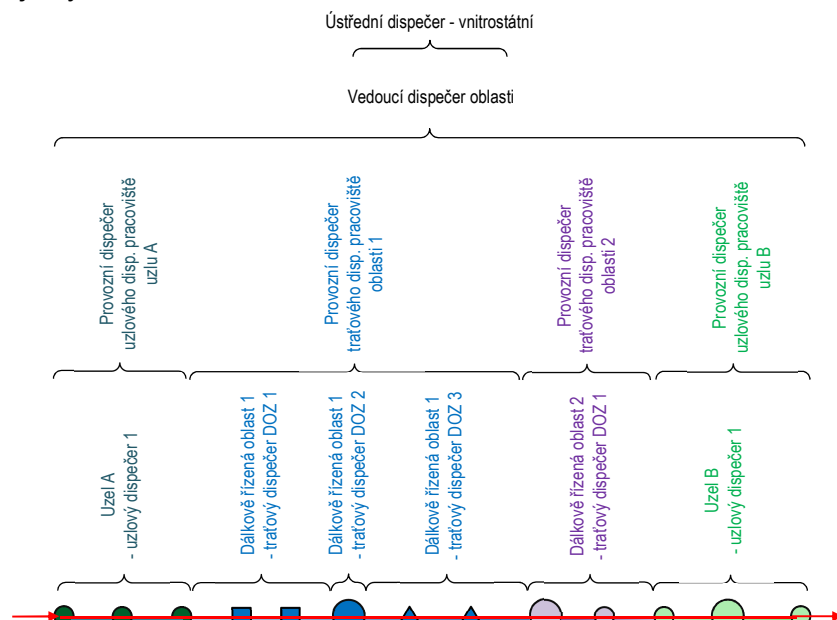 Ústřední dispečer - vnitrostátní
Vedoucí dispečer oblasti
Provozní dispečer
uzlového disp. pracoviště
uzlu A
Provozní dispečer
traťového disp. pracoviště
oblasti 1
Provozní dispečer
traťového disp. pracoviště
oblasti 2
Provozní dispečer
uzlového disp. pracoviště
uzlu B
Uzel A
- uzlový dispečer 1
Dálkově řízená oblast 1
- traťový dispečer DOZ 1
Dálkově řízená oblast 1
- traťový dispečer DOZ 2
Dálkově řízená oblast 1
- traťový dispečer DOZ 3
Dálkově řízená oblast 2
- traťový dispečer DOZ 1
Uzel B
- uzlový dispečer 1